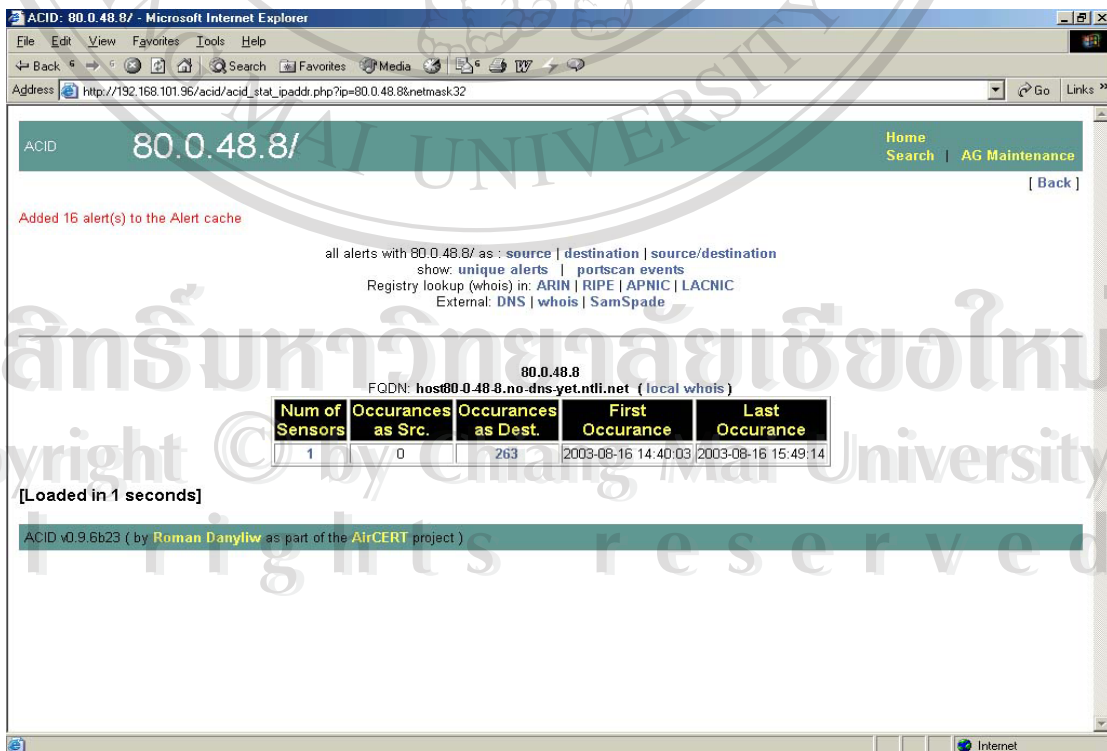 ACID: 80.0.48.8/ - Microsoft Internet Explorer
File Edit View Favorites Tools Help
Back Search Favorites Media
Address http://192.168.101.96/acid/acid_stat_ipaddr.php?ip=80.0.48.8&netmask32 Go Links »
ACID 80.0.48.8/ Home
Search | AG Maintenance
[ Back ]
Added 16 alert(s) to the Alert cache
all alerts with 80.0.48.8/ as : source | destination | source/destination
show: unique alerts | portscan events
Registry lookup (whois) in: ARIN | RIPE | APNIC | LACNIC
External: DNS | whois | SamSpade
80.0.48.8
FQDN: host80-0-48-8.no-dns-yet.ntli.net ( local whois )
Num of Sensors Occurances as Src. Occurances as Dest. First Occurance Last Occurance
1 0 263 2003-08-16 14:40:03 2003-08-16 15:49:14
[Loaded in 1 seconds]
ACID v0.9.6b23 ( by Roman Danyliw as part of the AirCERT project )
Internet
MAI UNIVERSITY
สิทธิ์มหาวิทยาลัยเชียงใหม่
© by Chiang Mai University
rights reserved